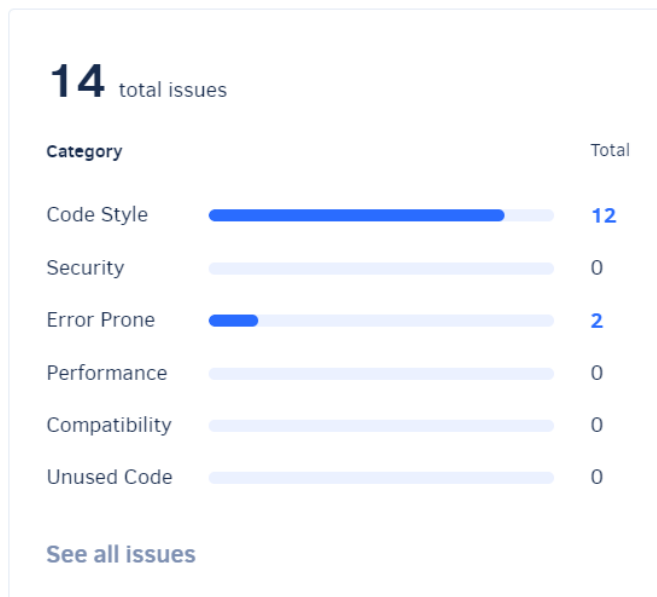 14 total issues
Category Total
Code Style 12
Security 0
Error Prone 2
Performance 0
Compatibility 0
Unused Code 0
See all issues